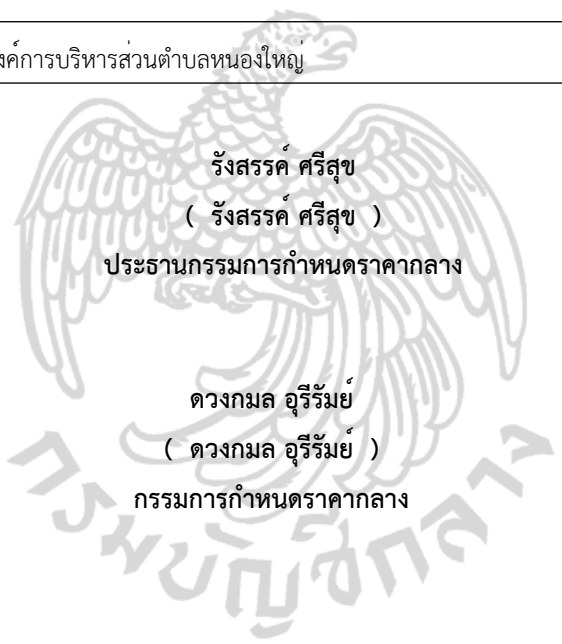 งค์การบริหารส่วนตำบลหนองใหญ่
รังสรรค์ ศรีสุข
( รังสรรค์ ศรีสุข )
ประธานกรรมการกำหนดราคากลาง
ดวงกมล อุรีรัมย์
( ดวงกมล อุรีรัมย์ )
กรรมการกำหนดราคากลาง
กรมบัญชีกลาง